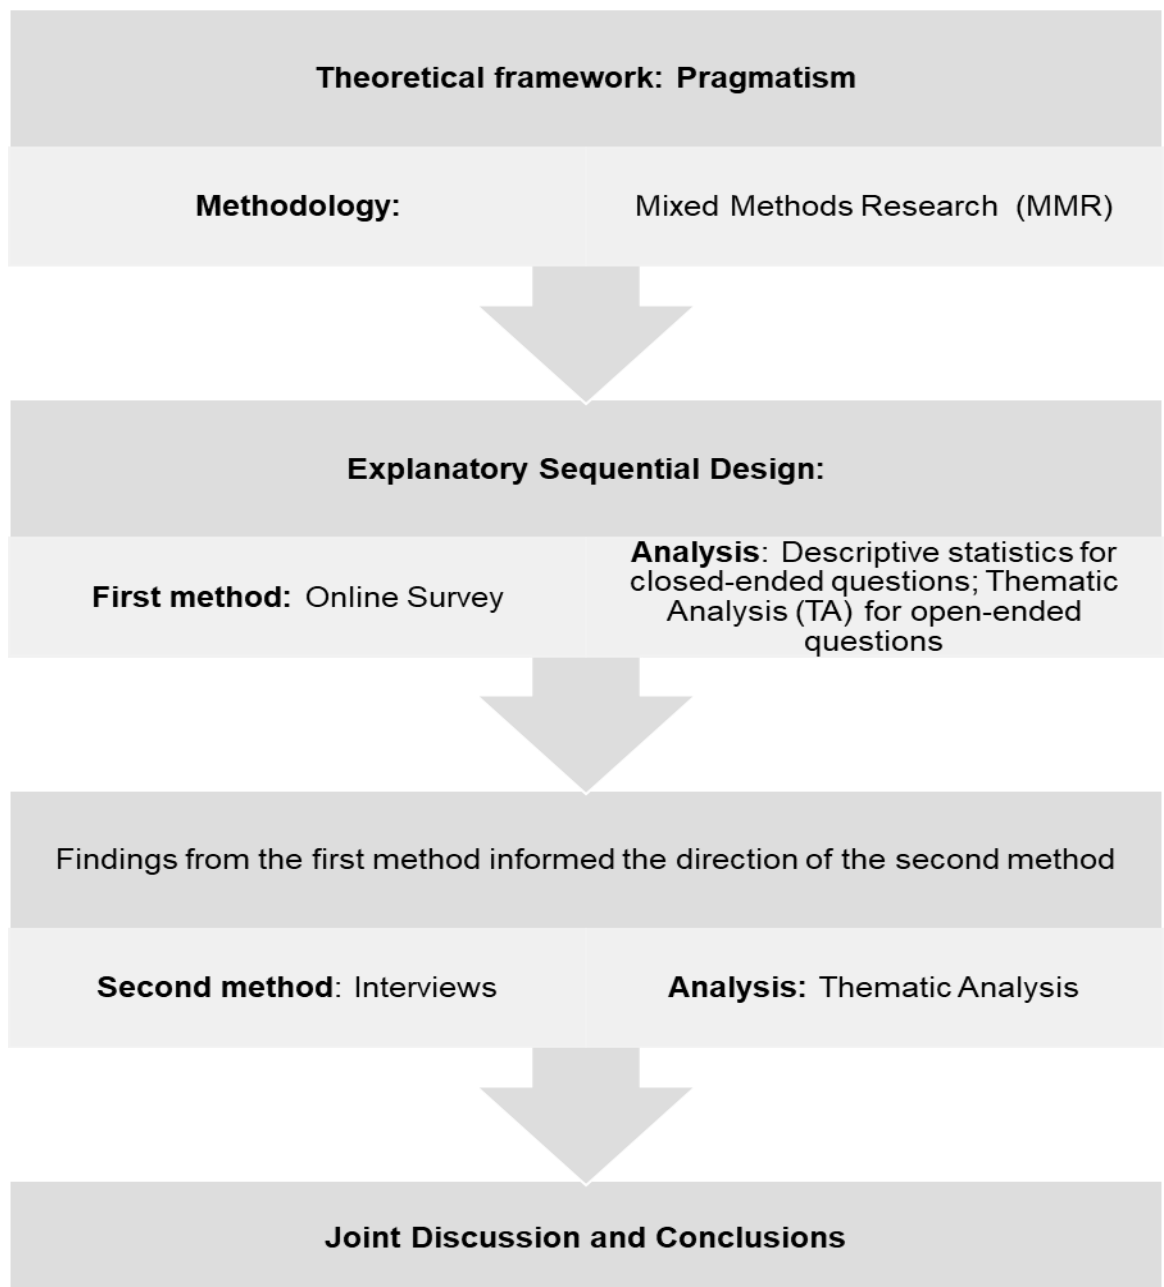 Theoretical framework: Pragmatism
Methodology:
Mixed Methods Research (MMR)
Explanatory Sequential Design:
First method: Online Survey
Analysis: Descriptive statistics for
closed-ended questions; Thematic
Analysis (TA) for open-ended
questions
Findings from the first method informed the direction of the second method
Second method: Interviews
Analysis: Thematic Analysis
Joint Discussion and Conclusions